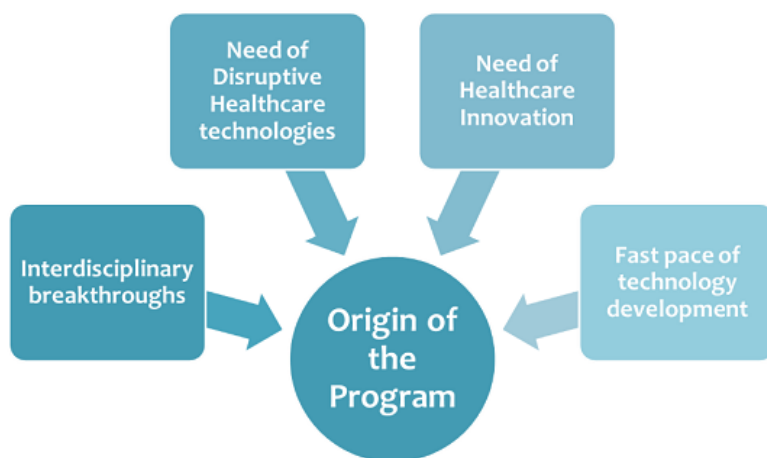 Need of
Disruptive
Healthcare
technologies
Need of
Healthcare
Innovation
Interdisciplinary
breakthroughs
Fast pace of
technology
development
Origin of
the
Program